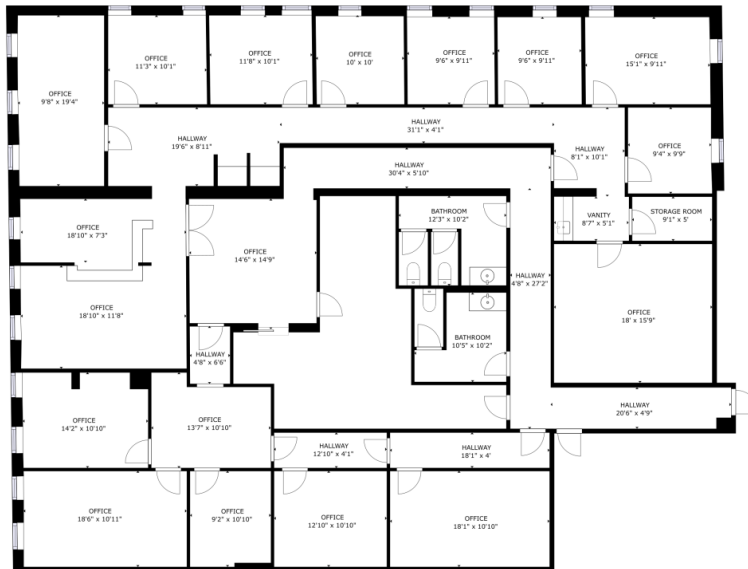 OFFICE
11'3" x 10'1"
OFFICE
11'8" x 10'1"
OFFICE
10' x 10'
OFFICE
9'6" x 9'11"
OFFICE
9'6" x 9'11"
OFFICE
15'1" x 9'11"
OFFICE
9'8" x 19'4"
HALLWAY
19'6" x 8'11"
HALLWAY
31'1" x 4'1"
HALLWAY
8'1" x 10'1"
OFFICE
9'4" x 9'9"
HALLWAY
30'4" x 5'10"
OFFICE
18'10" x 7'3"
BATHROOM
12'3" x 10'2"
VANITY
8'7" x 5'1"
STORAGE ROOM
9'1" x 5'
OFFICE
14'6" x 14'9"
HALLWAY
4'8" x 27'2"
OFFICE
18'10" x 11'8"
OFFICE
18' x 15'9"
BATHROOM
10'5" x 10'2"
HALLWAY
4'8" x 6'6"
OFFICE
14'2" x 10'10"
OFFICE
13'7" x 10'10"
HALLWAY
20'6" x 4'9"
HALLWAY
12'10" x 4'1"
HALLWAY
18'1" x 4'
OFFICE
18'6" x 10'11"
OFFICE
9'2" x 10'10"
OFFICE
12'10" x 10'10"
OFFICE
18'1" x 10'10"